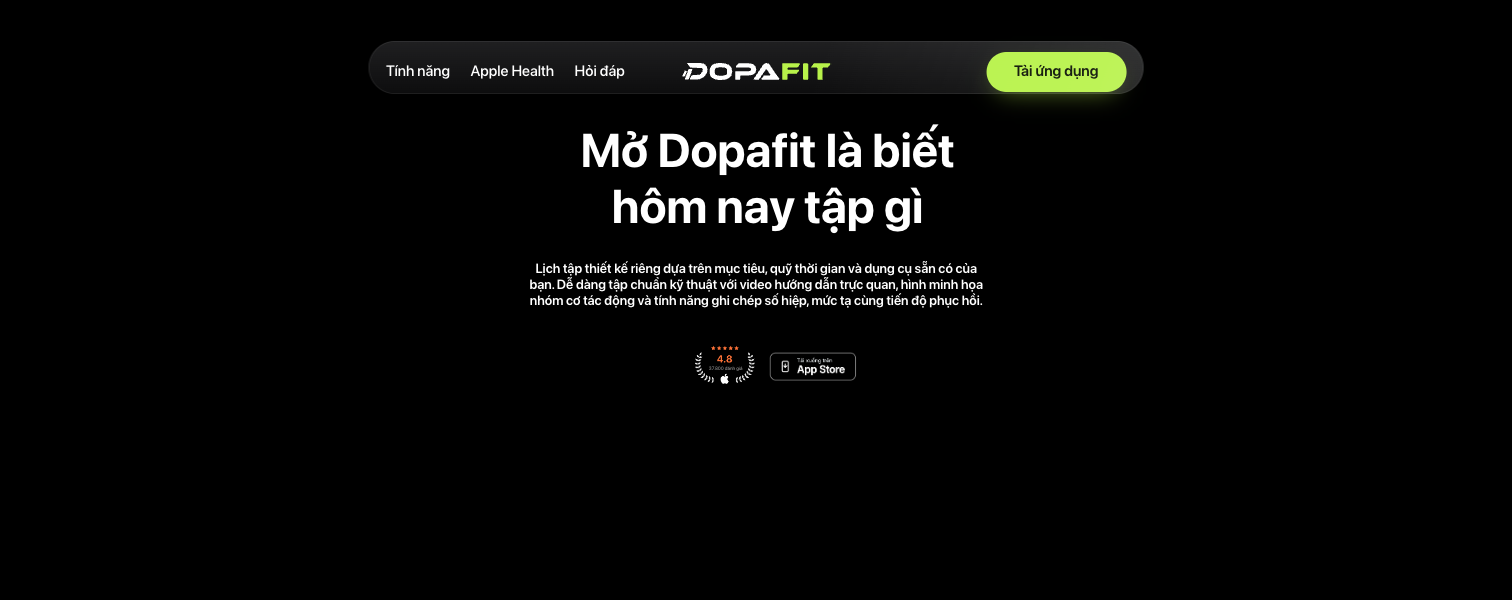 Tính năng
Apple Health
Hỏi đáp
DOPAFIT
Tải ứng dụng
Mở Dopafit là biết
hôm nay tập gì
Lịch tập thiết kế riêng dựa trên mục tiêu, quỹ thời gian và dụng cụ sẵn có của
bạn. Dễ dàng tập chuẩn kỹ thuật với video hướng dẫn trực quan, hình minh họa
nhóm cơ tác động và tính năng ghi chép số hiệp, mức tạ cùng tiến độ phục hồi.
4.8
đánh giá
Tải xuống trên
App Store